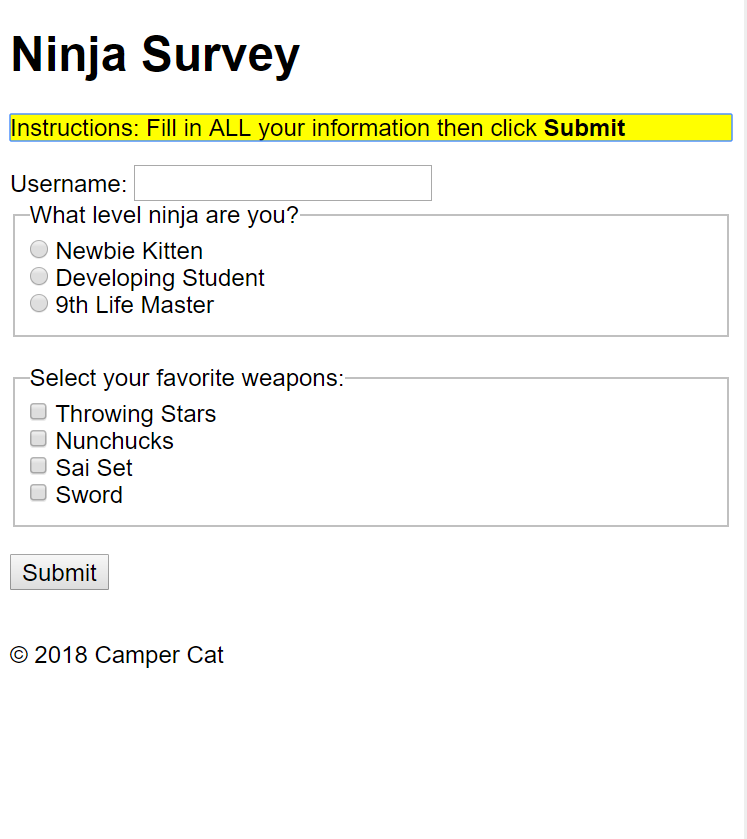 Ninja Survey
Instructions: Fill in ALL your information then click Submit
Username:
What level ninja are you?
Newbie Kitten
Developing Student
9th Life Master
Select your favorite weapons:
Throwing Stars
Nunchucks
Sai Set
Sword
Submit
© 2018 Camper Cat